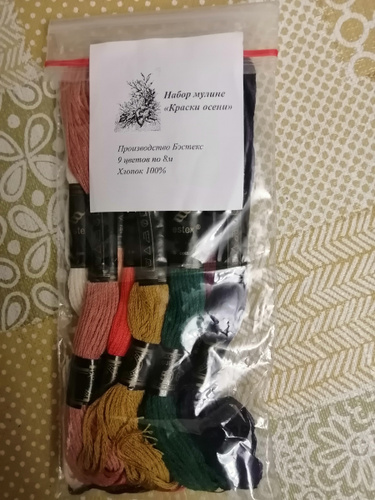 Набор мулине
«Краски осени»
Производство Бэстекс
9 цветов по 8м
Хлопок 100%